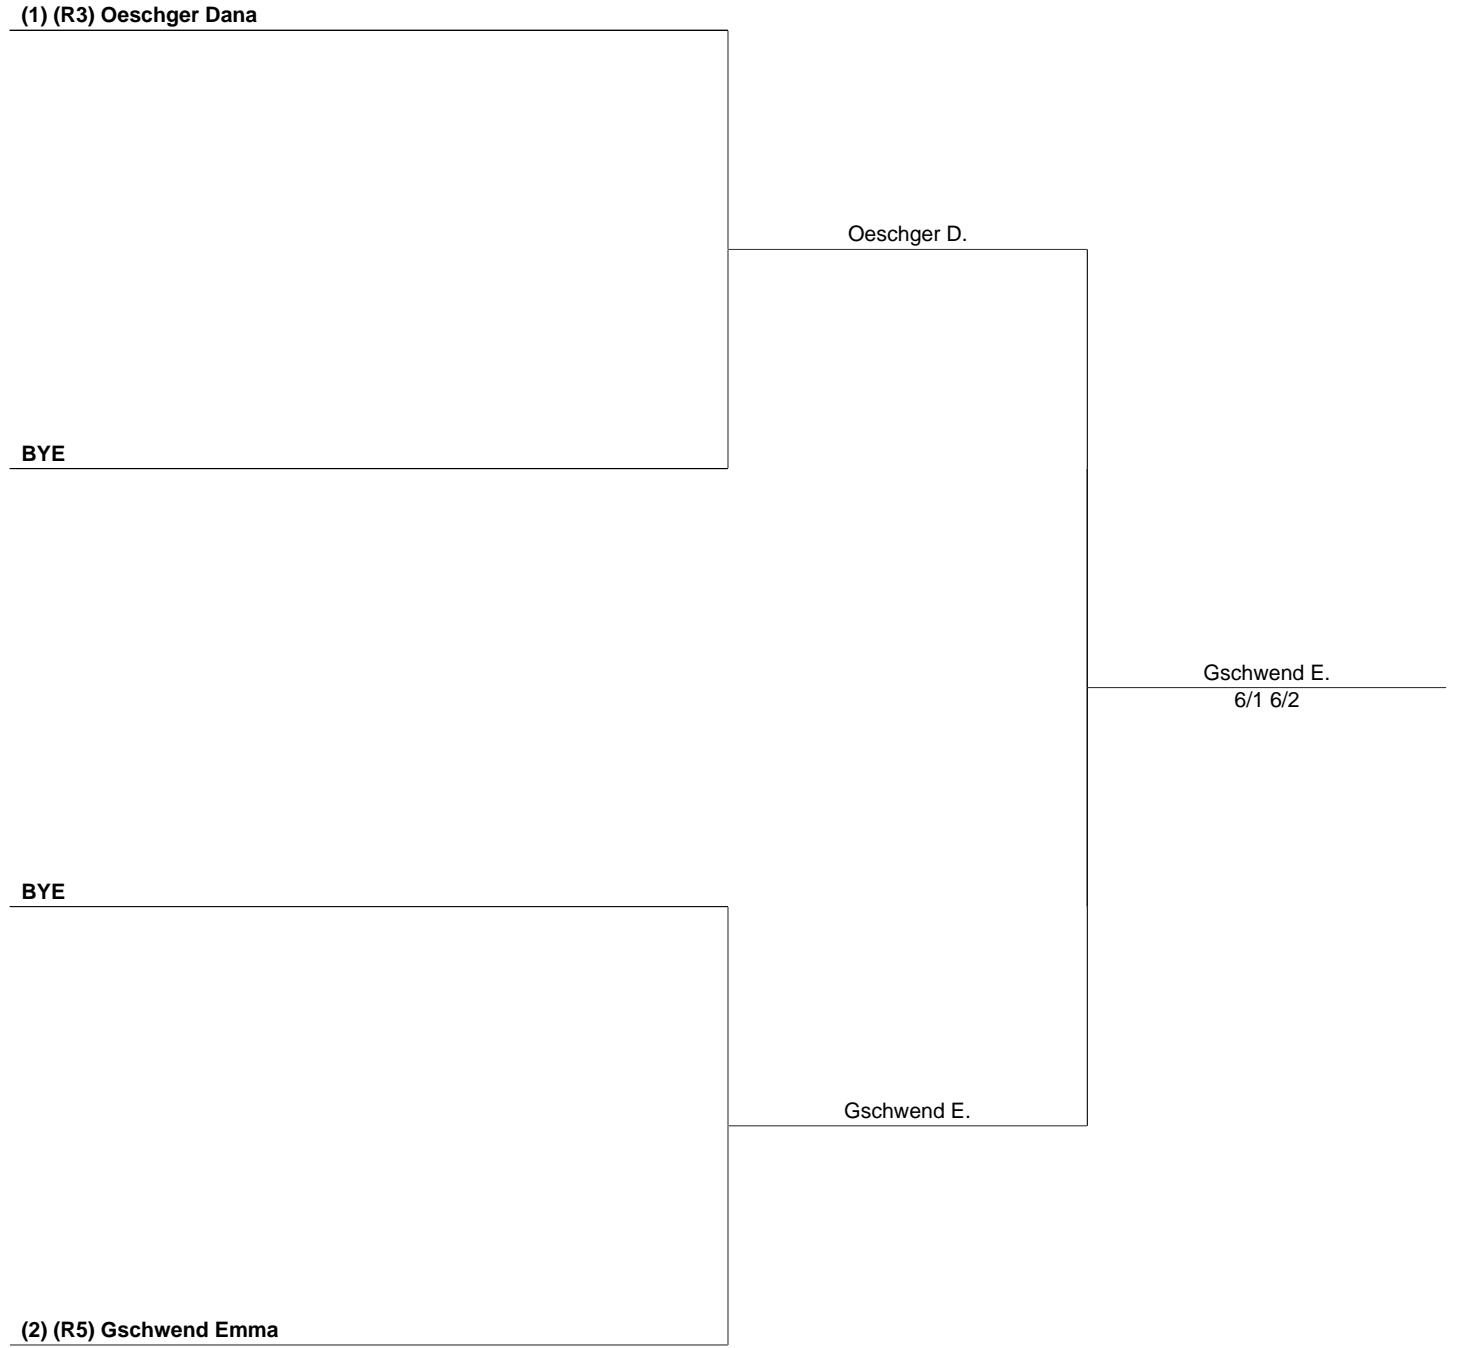 (1) (R3) Oeschger Dana
Oeschger D.
BYE
Gschwend E.
6/1 6/2
BYE
Gschwend E.
(2) (R5) Gschwend Emma